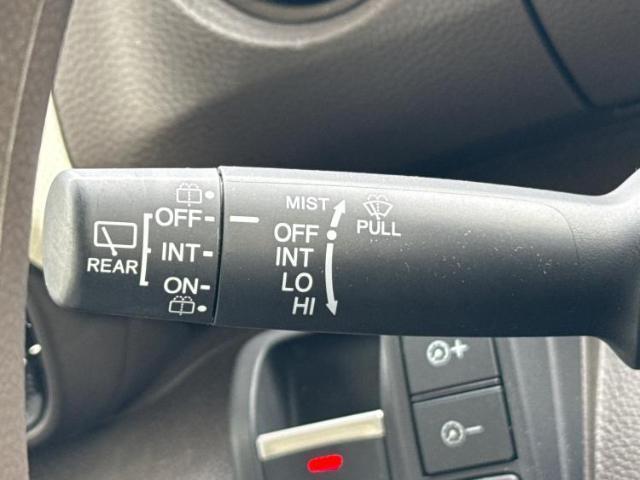 REAR
OFF
INT
ON
MIST
OFF
INT
LO
HI
PULL
+
−